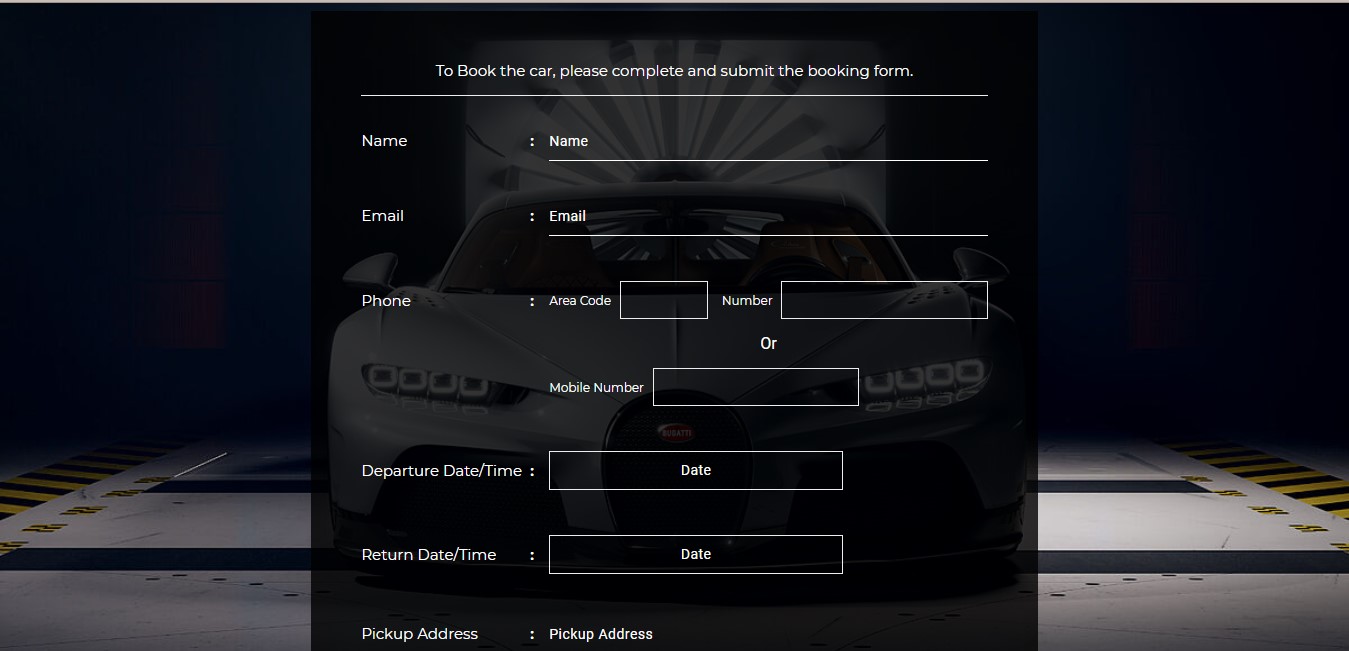 To Book the car, please complete and submit the booking form.
Name : Name
Email : Email
Phone : Area Code Number
Or
Mobile Number
BUGATTI
Departure Date/Time : Date
Return Date/Time : Date
Pickup Address : Pickup Address